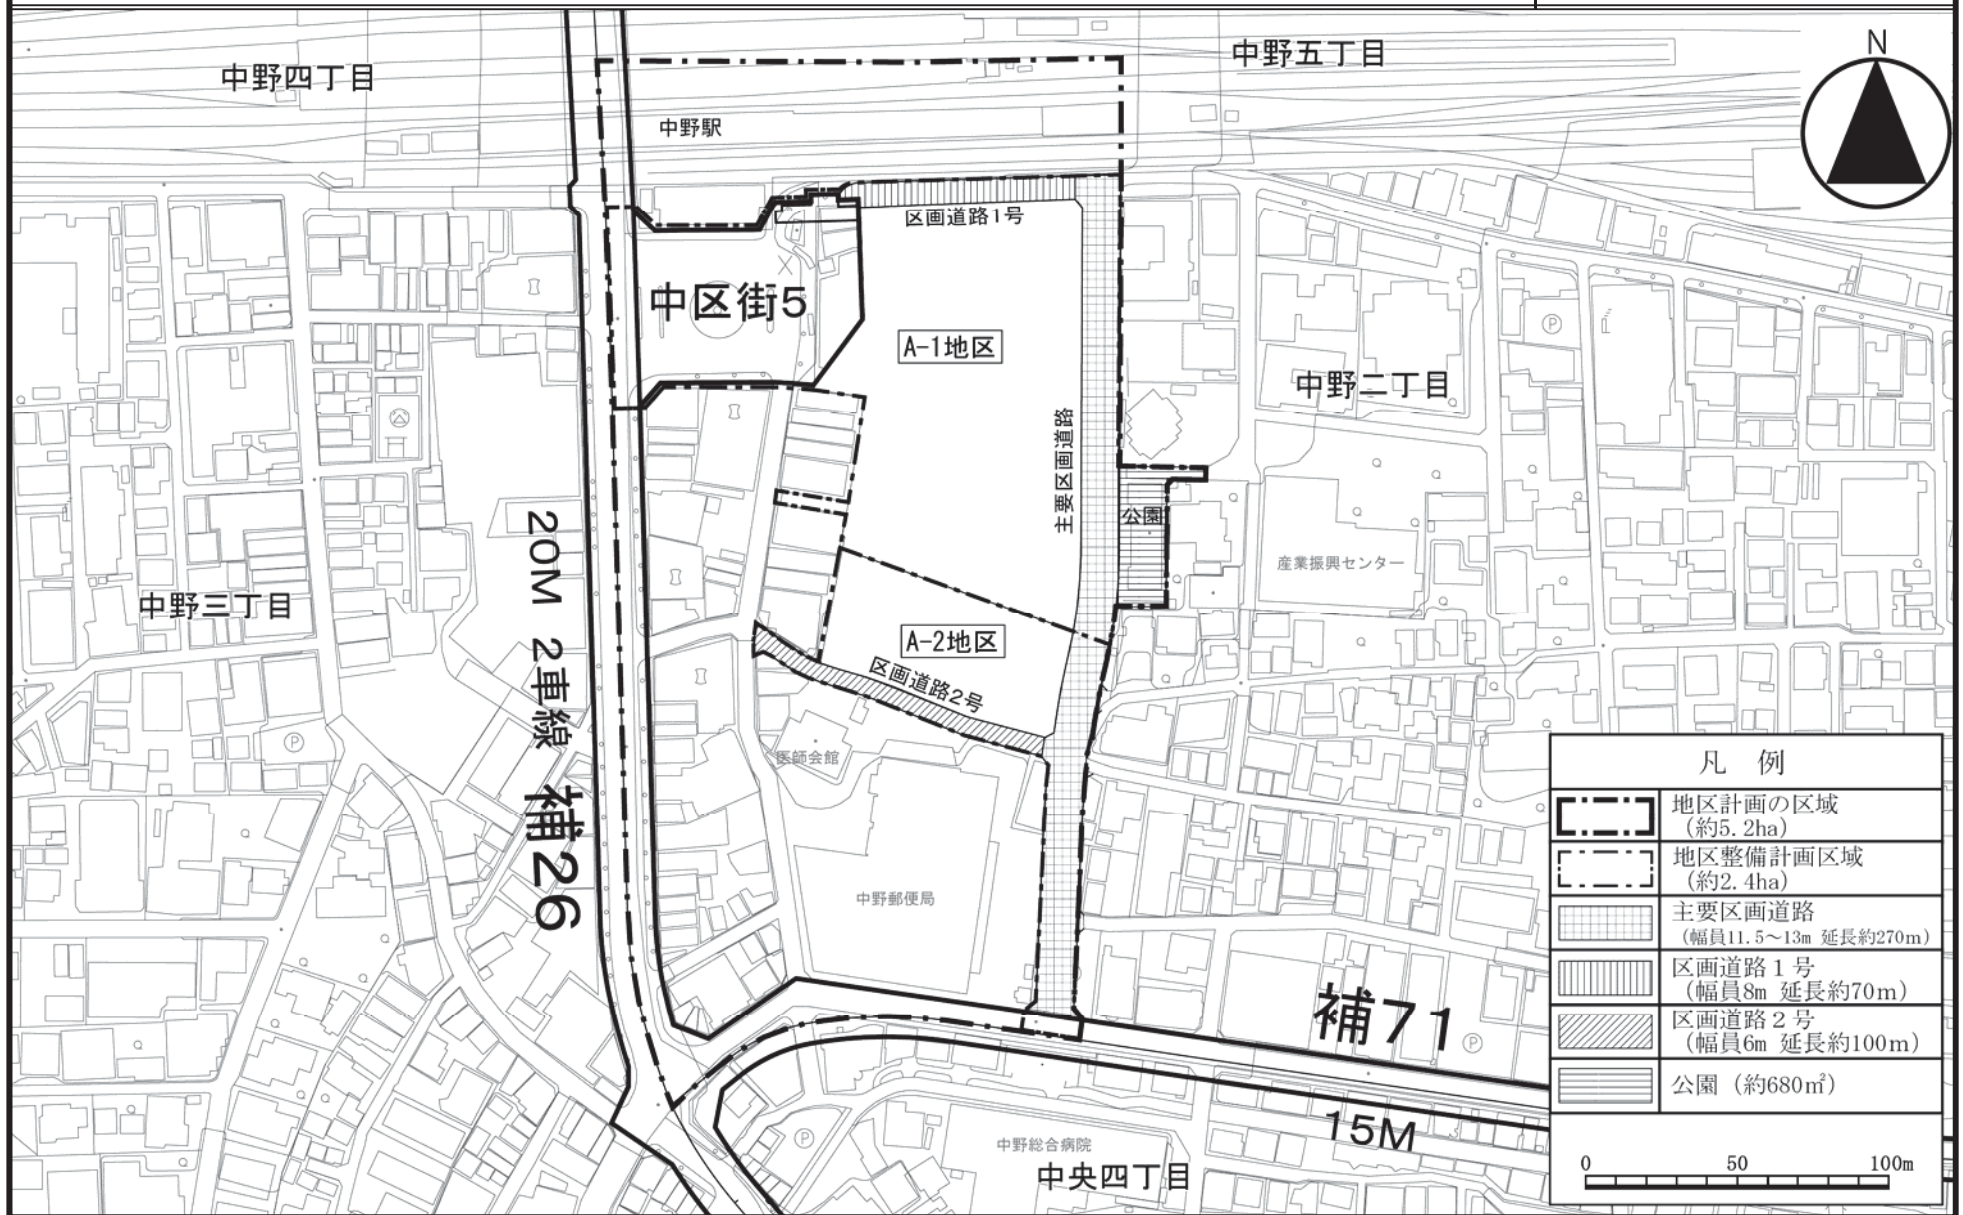 中野四丁目
中野五丁目
N
中野駅
区画道路1号
中区街5
A-1地区
中野二丁目
主要区画道路
公園
20M 2車線
産業振興センター
中野三丁目
A-2地区
区画道路2号
P
P
医師会館
補26
中野郵便局
補71
P
15M
P
中野総合病院
中央四丁目
凡 例
地区計画の区域
(約5.2ha)
地区整備計画区域
(約2.4ha)
主要区画道路
(幅員11.5～13m 延長約270m)
区画道路1号
(幅員8m 延長約70m)
区画道路2号
(幅員6m 延長約100m)
公園(約680㎡)
0 50 100m